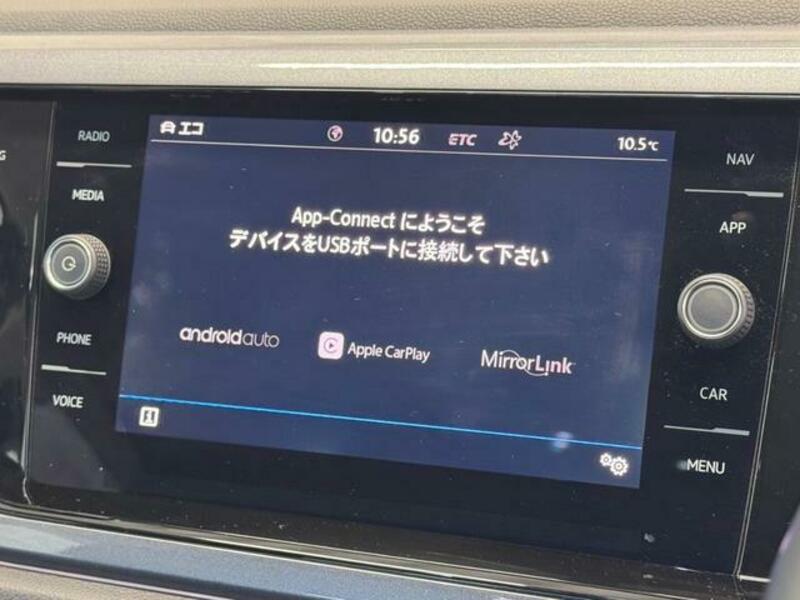 エコ 10:56 ETC 10.5℃
RADIO
MEDIA
PHONE
VOICE
App-Connect にようこそ
デバイスをUSBポートに接続して下さい
androidauto
Apple CarPlay
MirrorLink
NAV
APP
CAR
MENU